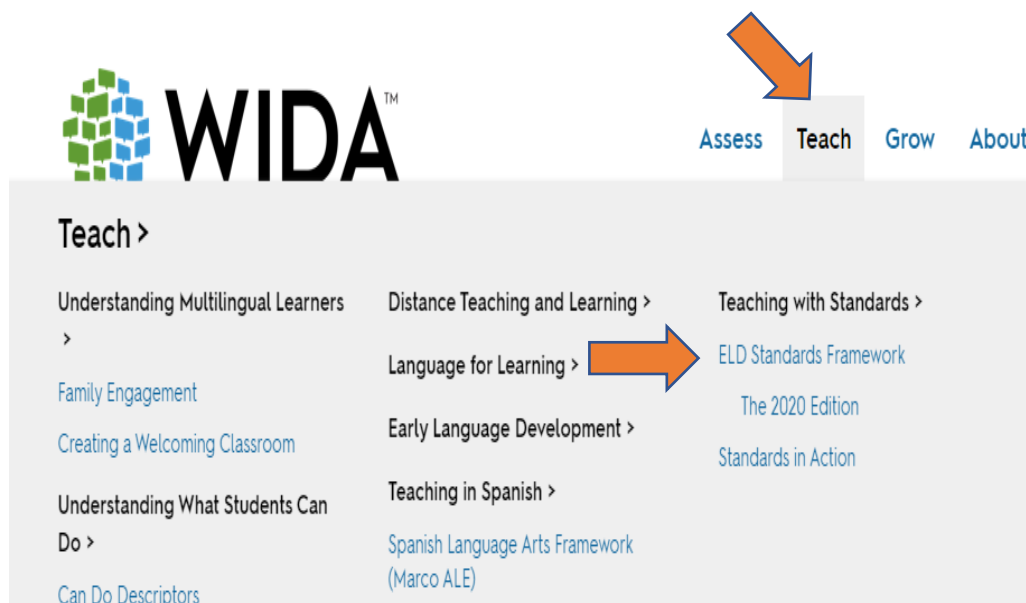 WIDA™
Assess Teach Grow About
Teach >
Understanding Multilingual Learners
>
Family Engagement
Creating a Welcoming Classroom
Understanding What Students Can
Do >
Can Do Descriptors
Distance Teaching and Learning >
Language for Learning >
Early Language Development >
Teaching in Spanish >
Spanish Language Arts Framework
(Marco ALE)
Teaching with Standards >
ELD Standards Framework
The 2020 Edition
Standards in Action